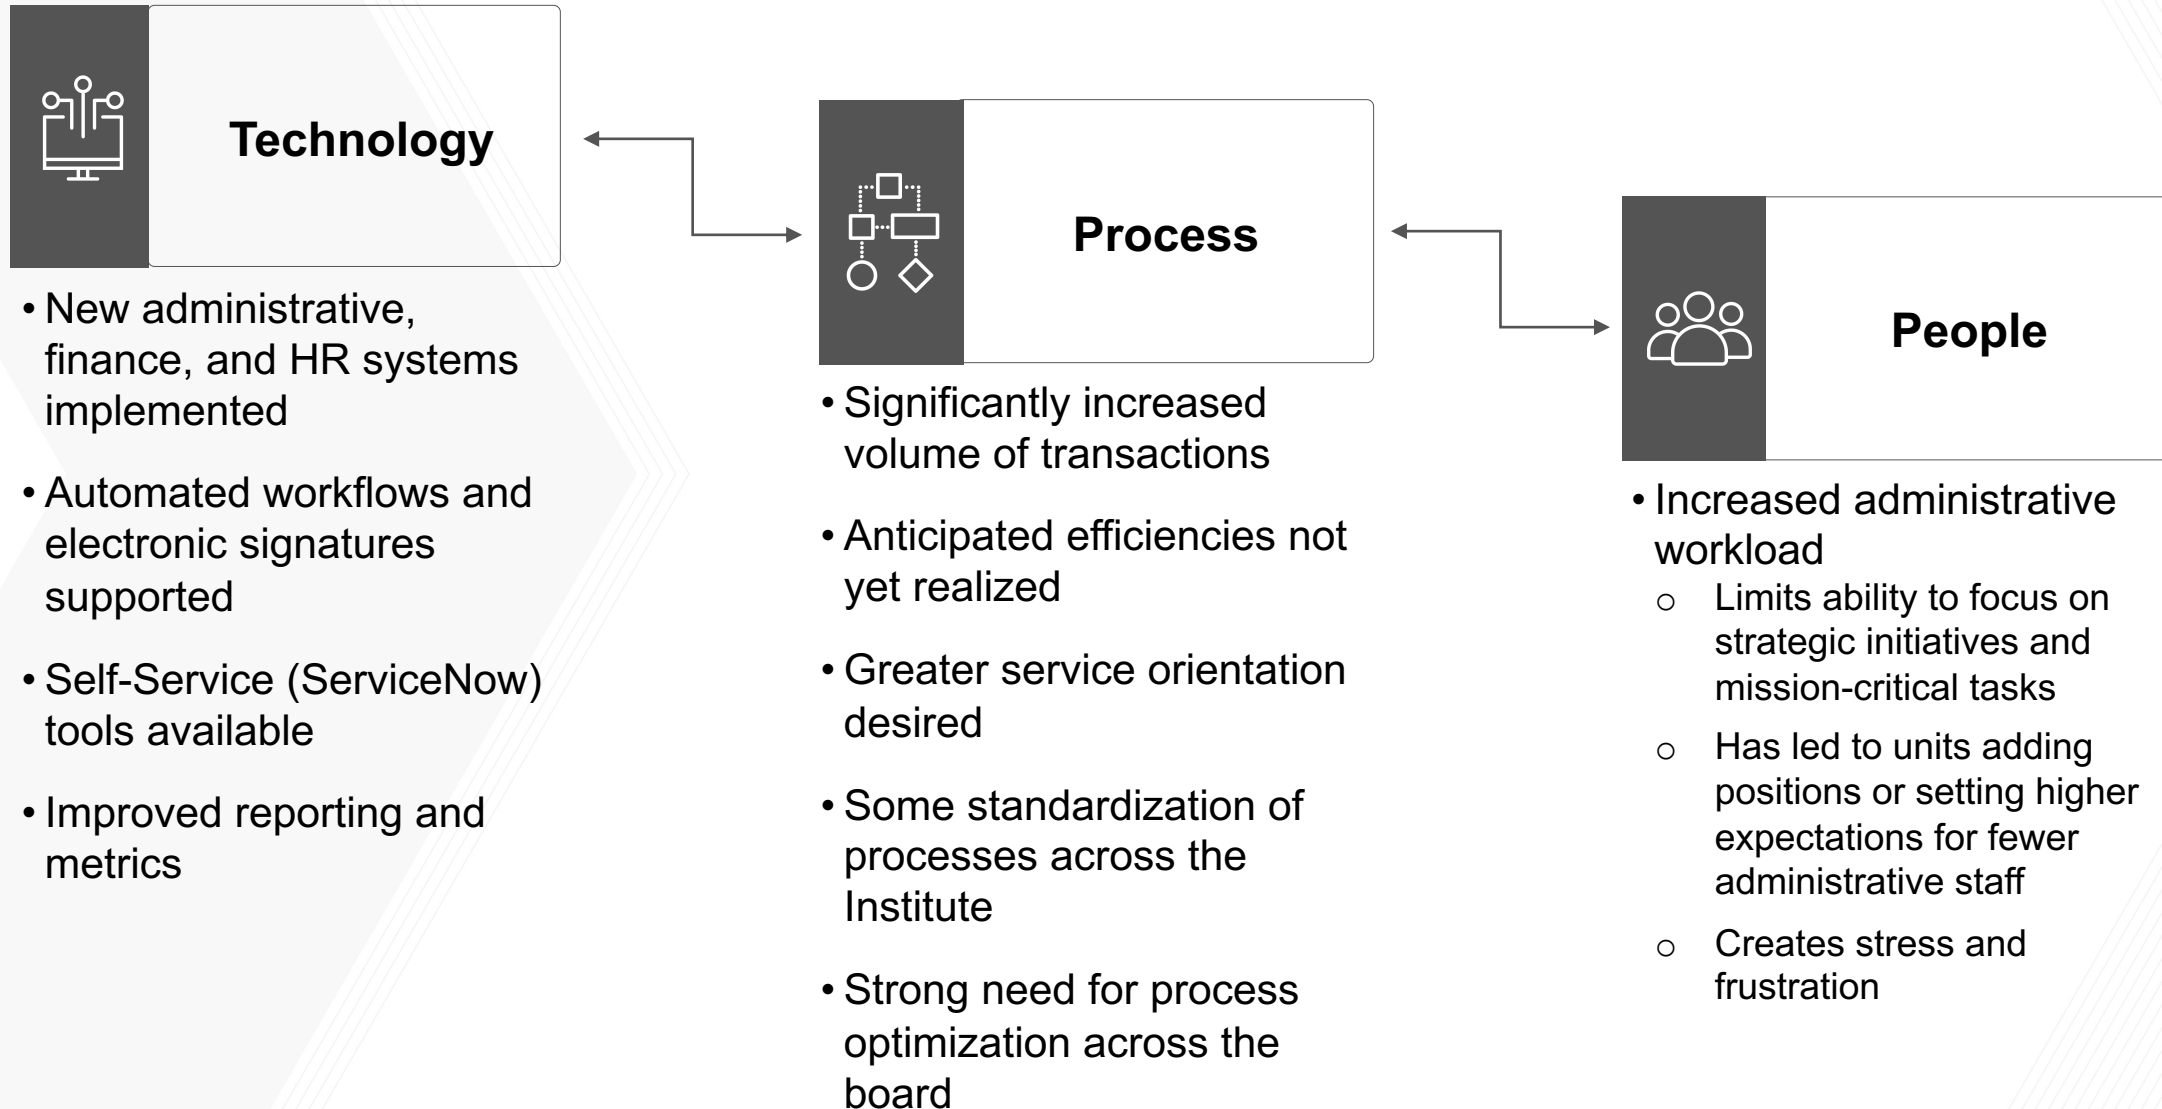 Technology
• New administrative,
finance, and HR systems
implemented
• Automated workflows and
electronic signatures
supported
• Self-Service (ServiceNow)
tools available
• Improved reporting and
metrics
Process
• Significantly increased
volume of transactions
• Anticipated efficiencies not
yet realized
• Greater service orientation
desired
• Some standardization of
processes across the
Institute
• Strong need for process
optimization across the
board
People
• Increased administrative
workload
o Limits ability to focus on
strategic initiatives and
mission-critical tasks
o Has led to units adding
positions or setting higher
expectations for fewer
administrative staff
o Creates stress and
frustration